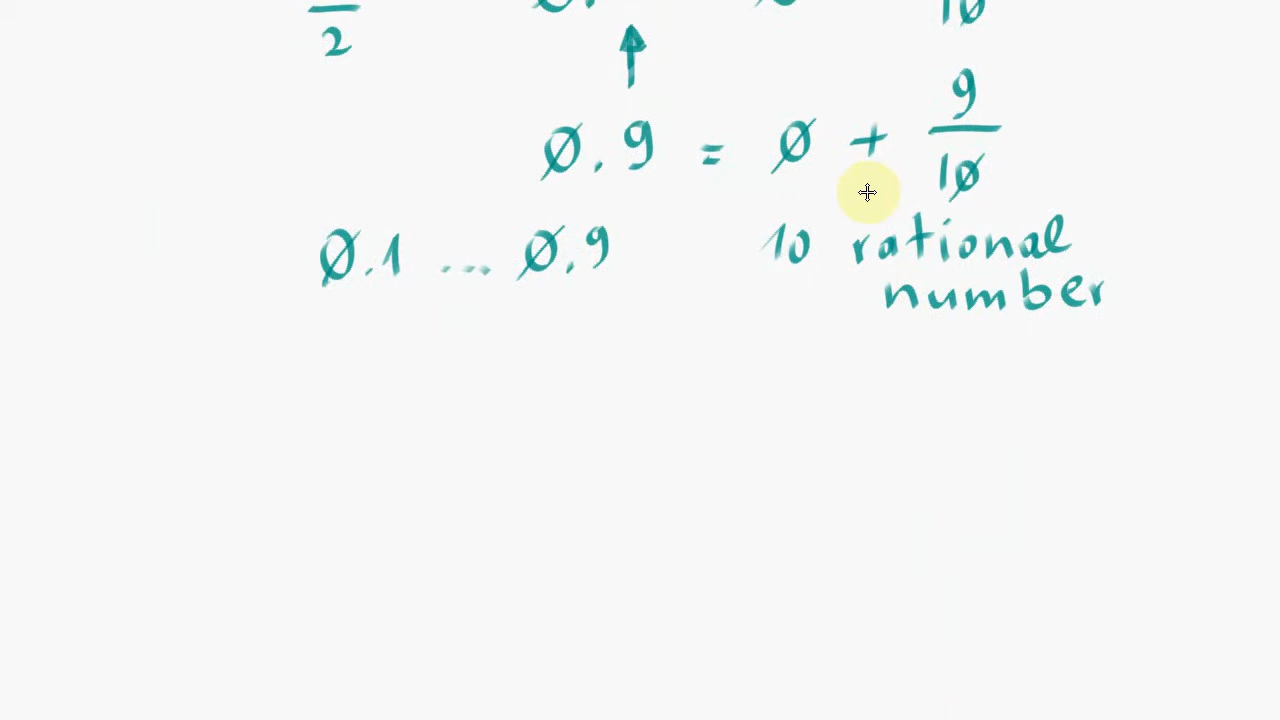 2
9
0.9 = 0 + 
10
0.1 ... 0.9 10 rational
number